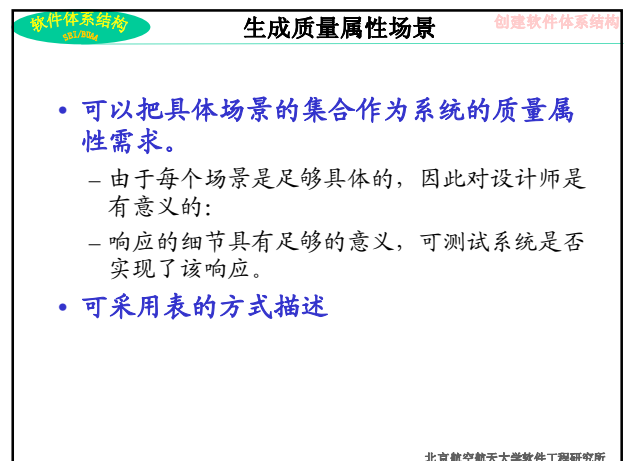 软件体系结构
SEI/BUAA
生成质量属性场景
创建软件体系结构
• 可以把具体场景的集合作为系统的质量属
性需求。
– 由于每个场景是足够具体的，因此对设计师是
有意义的：
– 响应的细节具有足够的意义，可测试系统是否
实现了该响应。
• 可采用表的方式描述
北京航空航天大学软件工程研究所